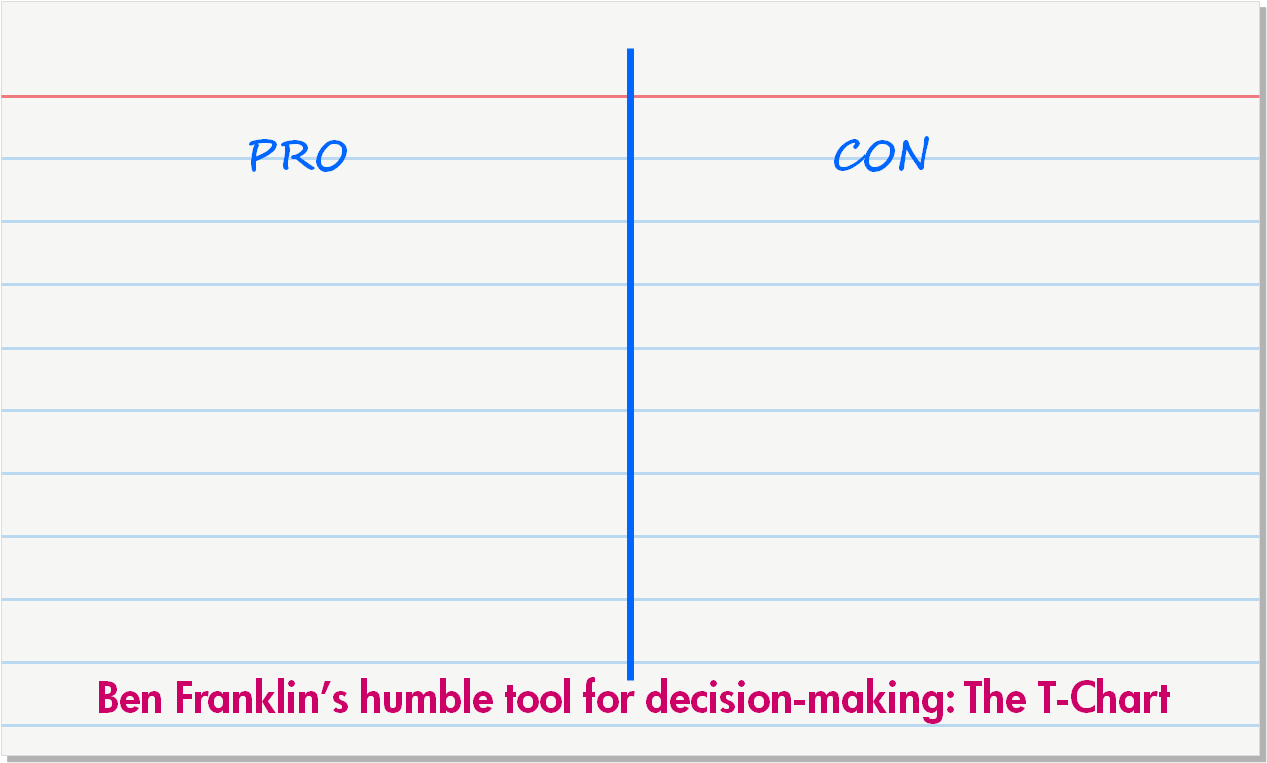 PRO CON
Ben Franklin’s humble tool for decision-making: The T-Chart